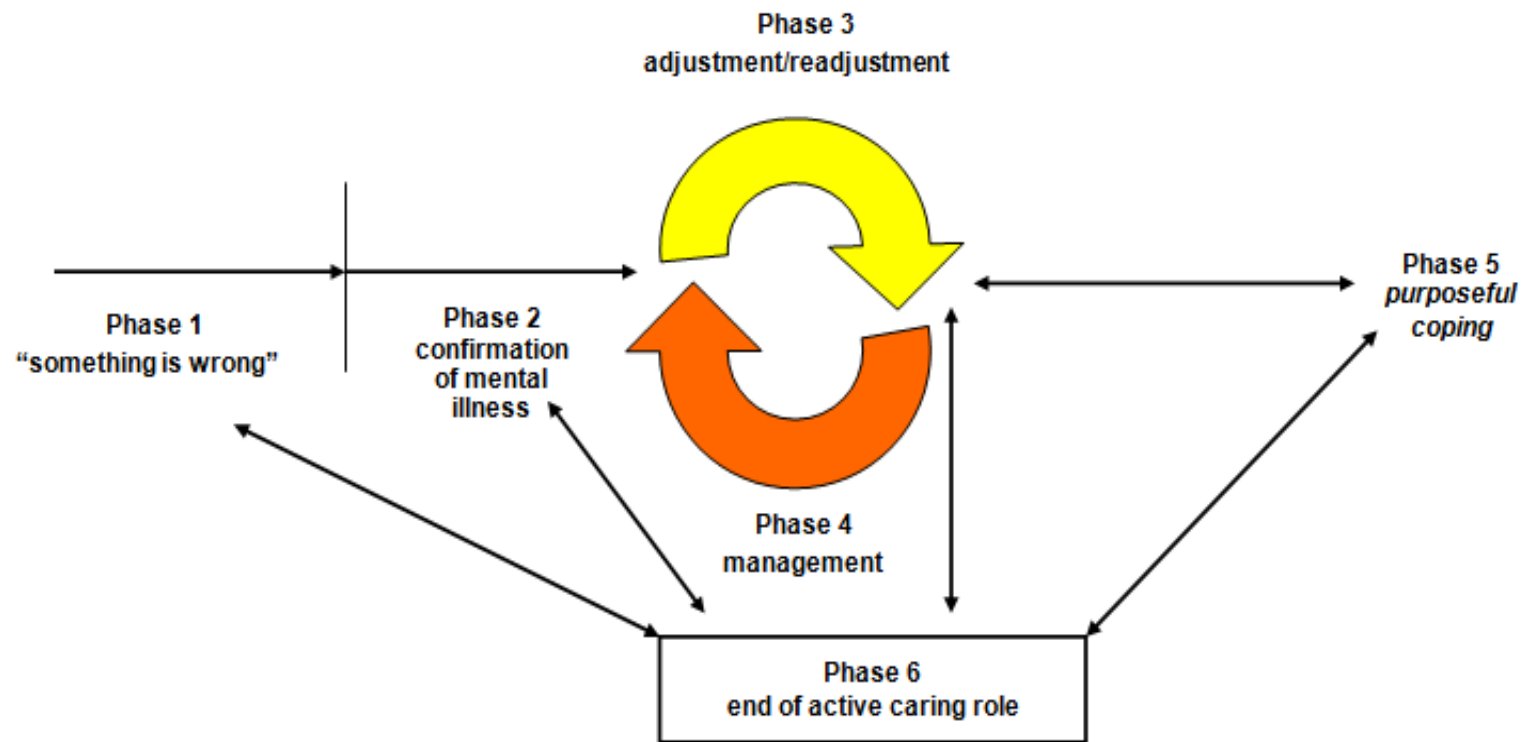 Phase 3
adjustment/readjustment
Phase 1
“something is wrong”
Phase 2
confirmation
of mental
illness
Phase 5
purposeful
coping
Phase 4
management
Phase 6
end of active caring role